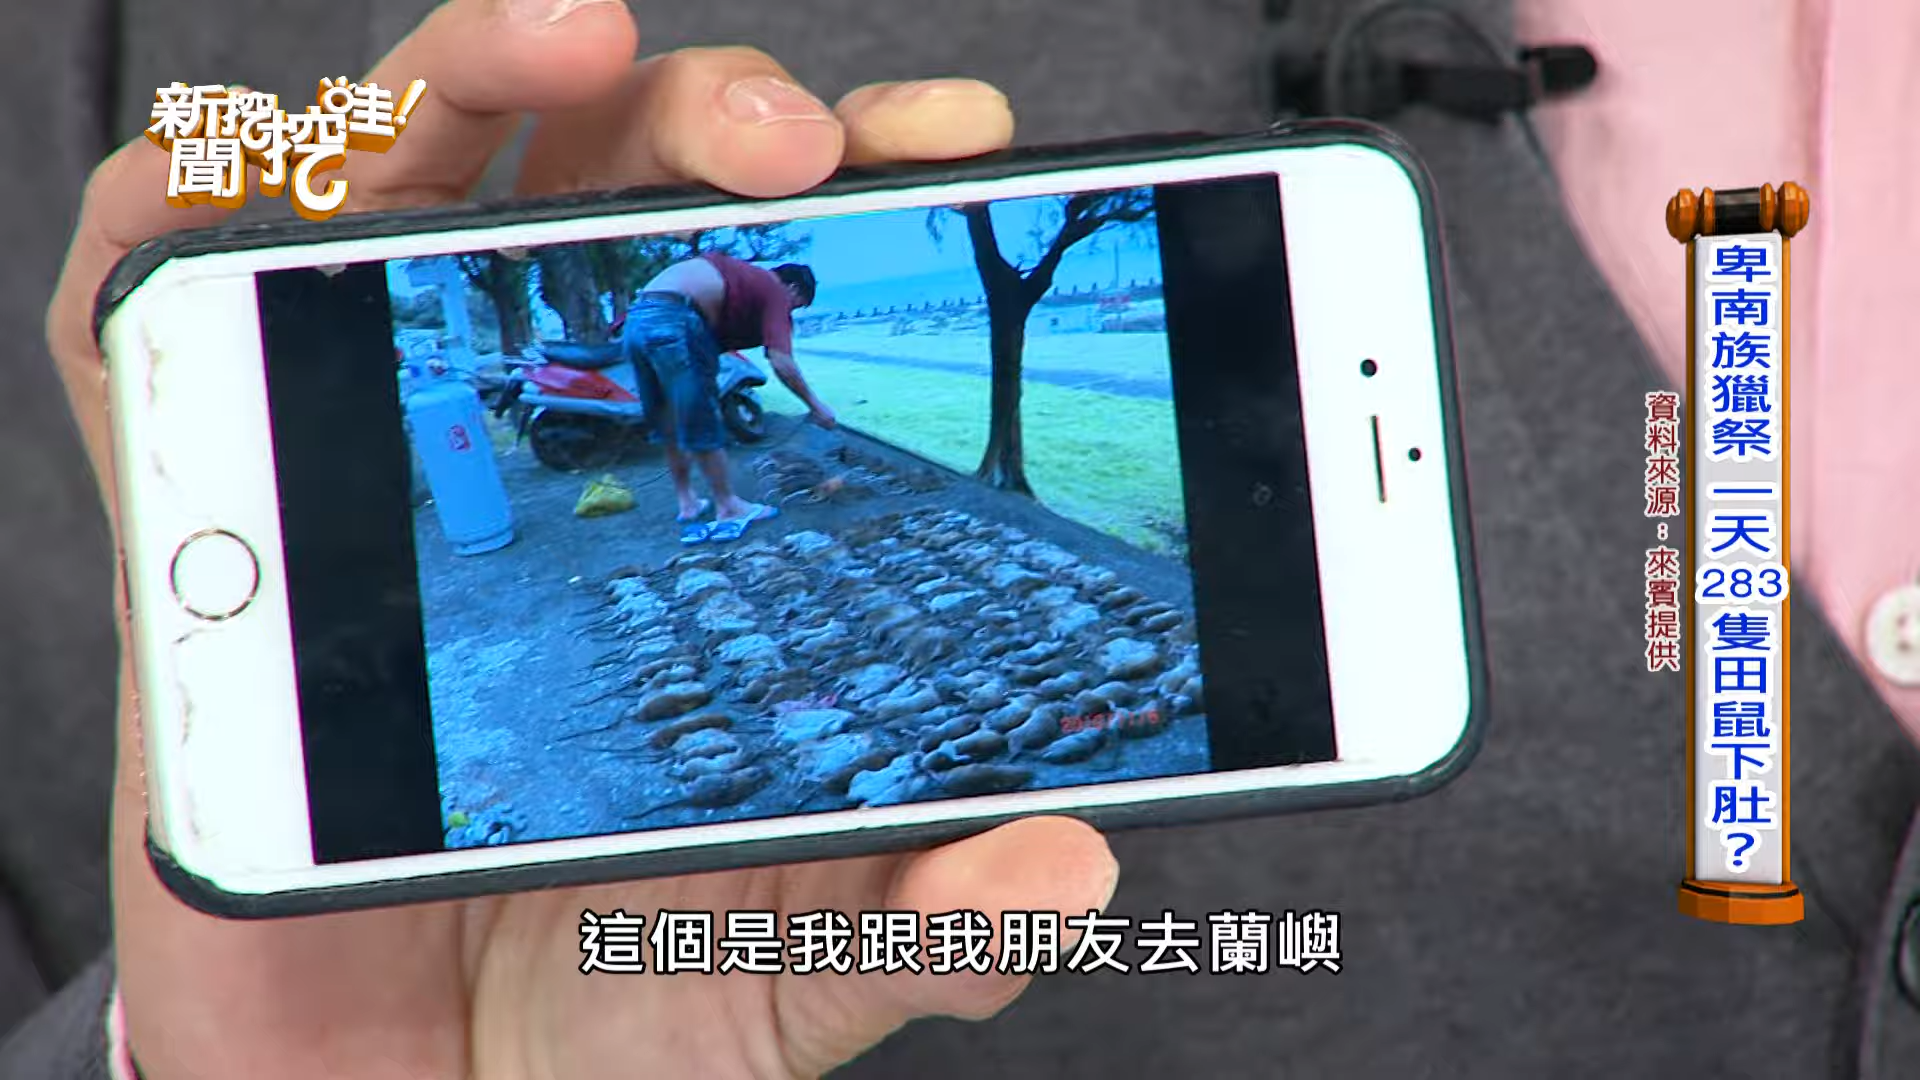 新聞挖挖哇!
卑南族獵祭 一天283隻田鼠下肚?
資料來源:來賓提供
這個是我跟我朋友去蘭嶼